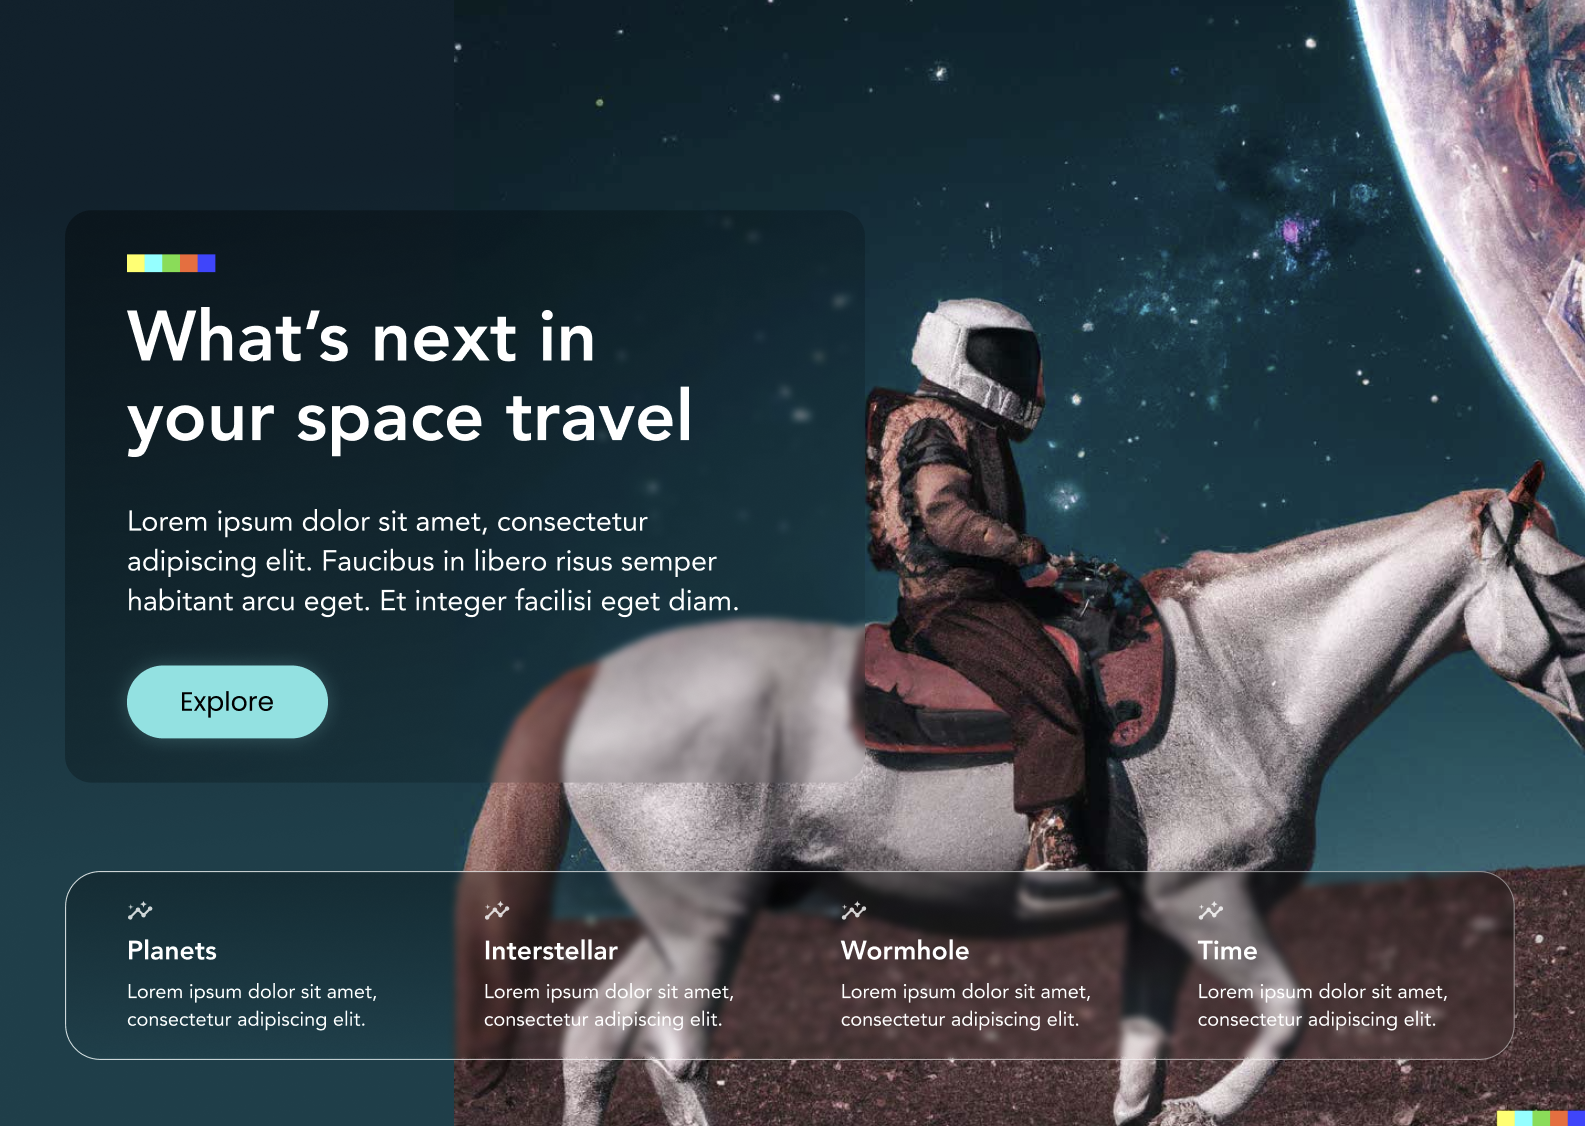 What’s next in
your space travel
Lorem ipsum dolor sit amet, consectetur
adipiscing elit. Faucibus in libero risus semper
habitant arcu eget. Et integer facilisi eget diam.
Explore
Planets
Lorem ipsum dolor sit amet,
consectetur adipiscing elit.
Interstellar
Lorem ipsum dolor sit amet,
consectetur adipiscing elit.
Wormhole
Lorem ipsum dolor sit amet,
consectetur adipiscing elit.
Time
Lorem ipsum dolor sit amet,
consectetur adipiscing elit.